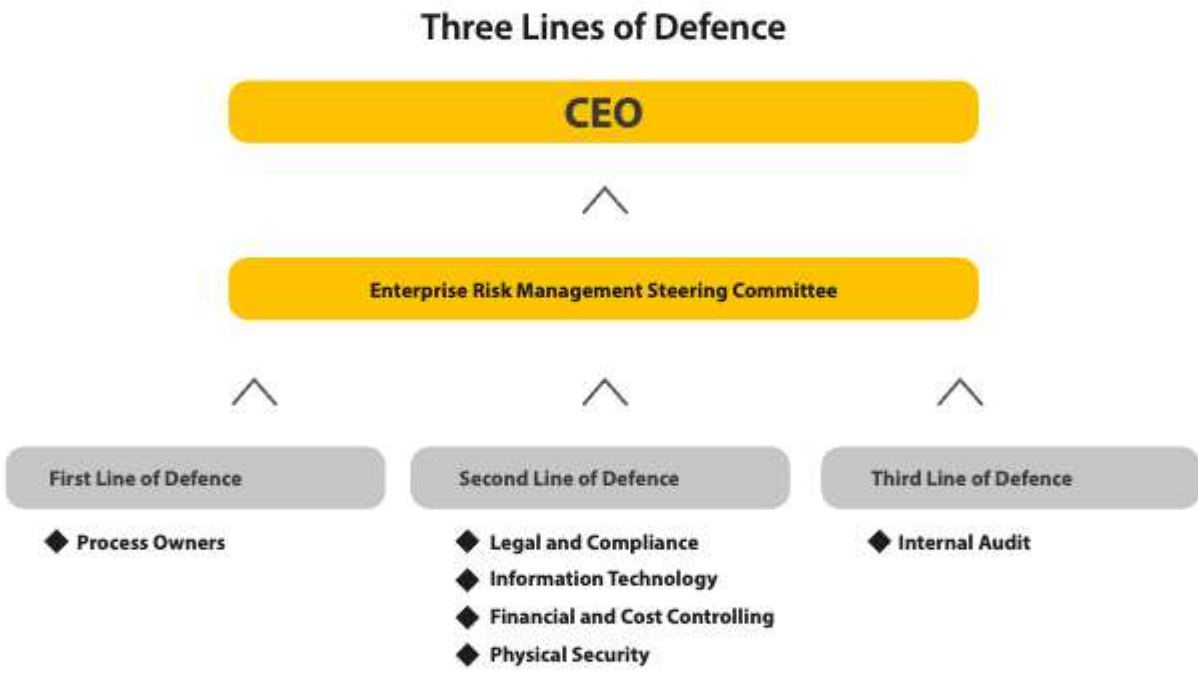 Three Lines of Defence
CEO
Enterprise Risk Management Steering Committee
First Line of Defence
Process Owners
Second Line of Defence
Legal and Compliance
Information Technology
Financial and Cost Controlling
Physical Security
Third Line of Defence
Internal Audit